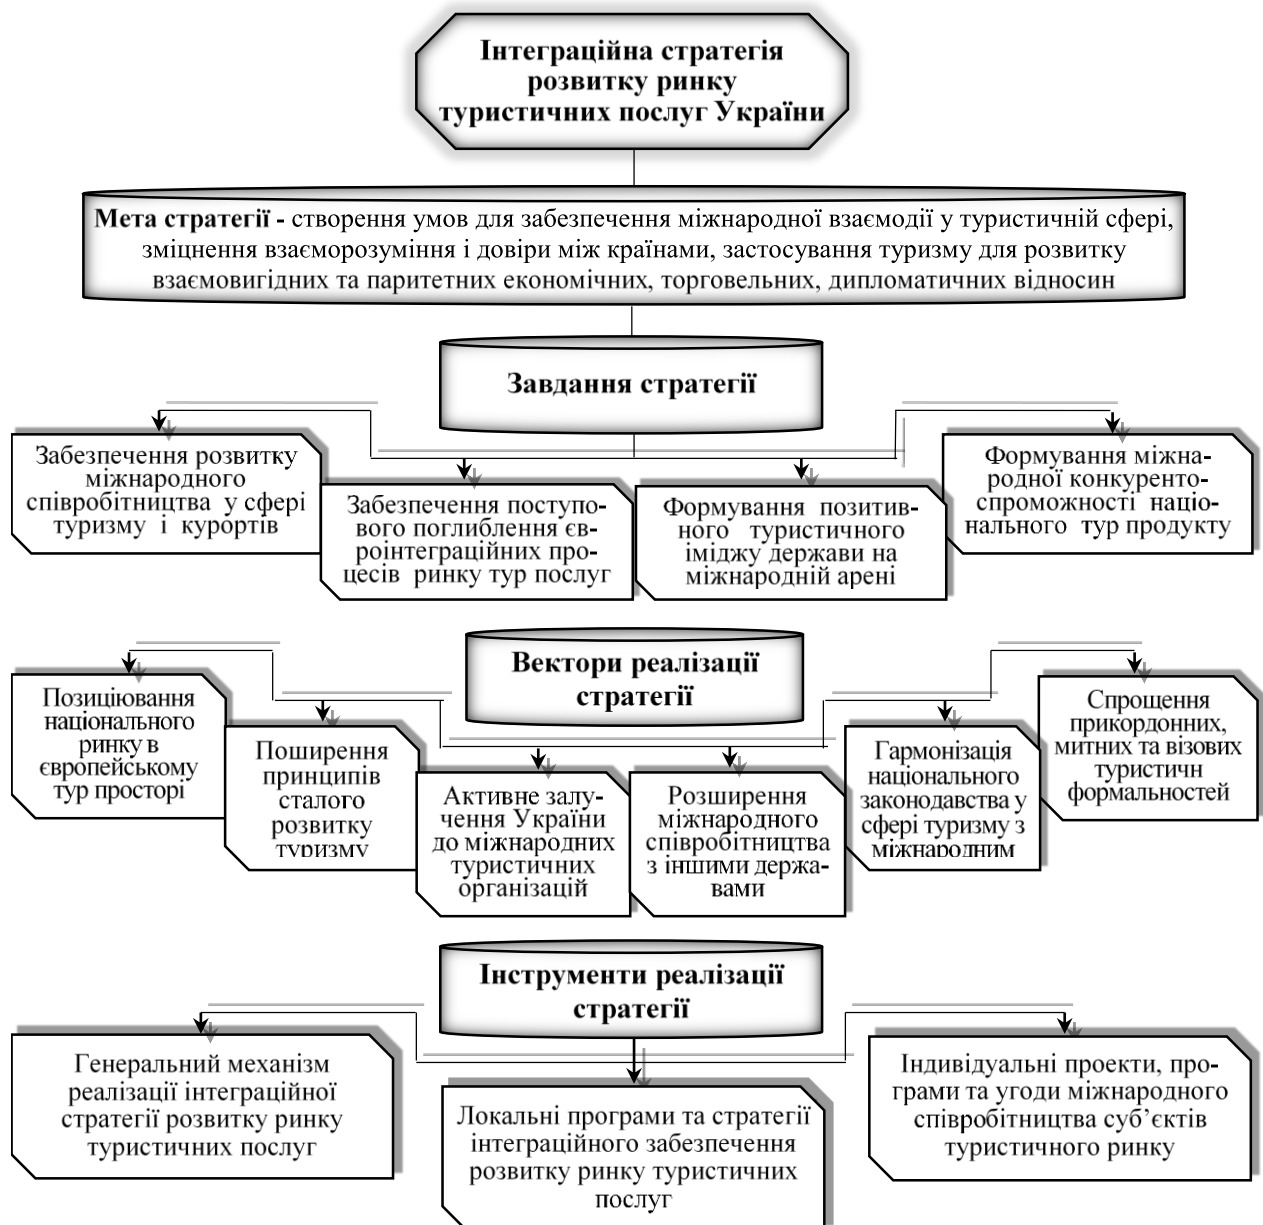 Інтеграційна стратегія
розвитку ринку
туристичних послуг України
Мета стратегії - створення умов для забезпечення міжнародної взаємодії у туристичній сфері,
зміцнення взаєморозуміння і довіри між країнами, застосування туризму для розвитку
взаємовигідних та паритетних економічних, торговельних, дипломатичних відносин
Завдання стратегії
Забезпечення розвитку
міжнародного
співробітництва у сфері
туризму і курортів
Забезпечення поступо-
вого поглиблення єв-
роінтеграційних про-
цесів ринку тур послуг
Формування позитив-
ного туристичного
іміджу держави на
міжнародній арені
Формування міжна-
родної конкуренто-
спроможності націо-
нального тур продукту
Вектори реалізації
стратегії
Позиціювання
національного
ринку в
європейському
тур просторі
Поширення
принципів
сталого
розвитку
туризму
Активне залу-
чення України
до міжнародних
туристичних
організацій
Розширення
міжнародного
співробітництва
з іншими держа-
вами
Гармонізація
національного
законодавства у
сфері туризму з
міжнародним
Спрощення
прикордонних,
митних та візових
туристичн
формальностей
Інструменти реалізації
стратегії
Генеральний механізм
реалізації інтеграційної
стратегії розвитку ринку
туристичних послуг
Локальні програми та стратегії
інтеграційного забезпечення
розвитку ринку туристичних
послуг
Індивідуальні проекти, про-
грами та угоди міжнародного
співробітництва суб’єктів
туристичного ринку